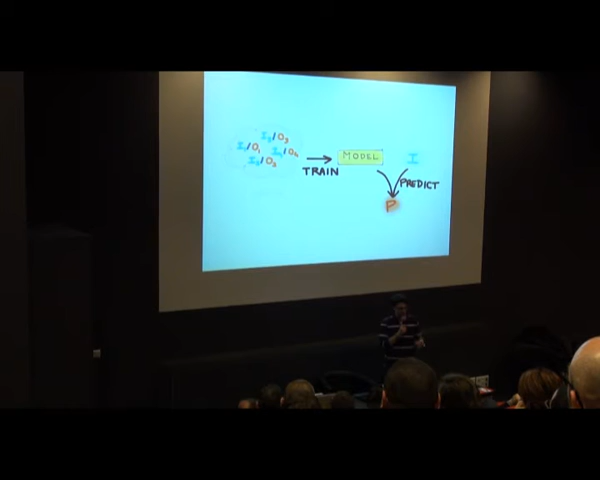 I₃/O₃
I₁/O₁ I₄/O₄
I₂/O₂
MODEL I
TRAIN
PREDICT
P